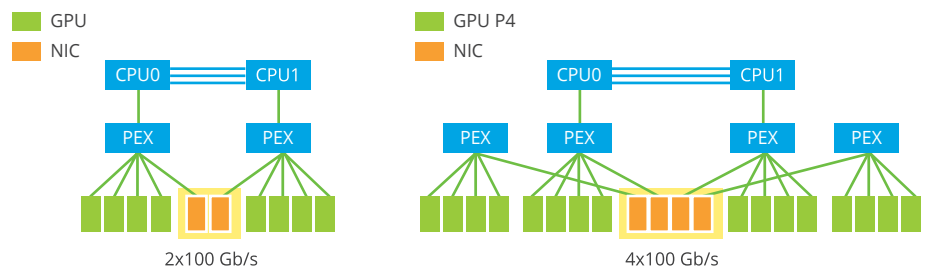 GPU
NIC
CPU0 CPU1
PEX PEX
2x100 Gb/s
GPU P4
NIC
CPU0 CPU1
PEX PEX PEX PEX
4x100 Gb/s